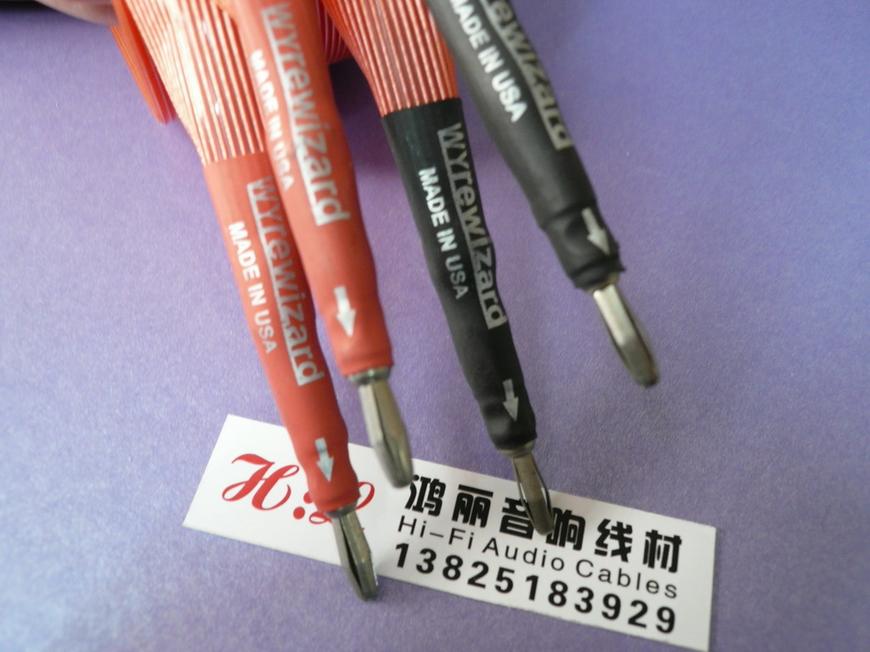 wyrewizard
MADE IN USA
wyrewizard
MADE IN USA
wyrewizard
MADE IN USA
wyrewizard
MADE IN USA
H.L
鸿丽音响线材
Hi-Fi Audio Cables
13825183929